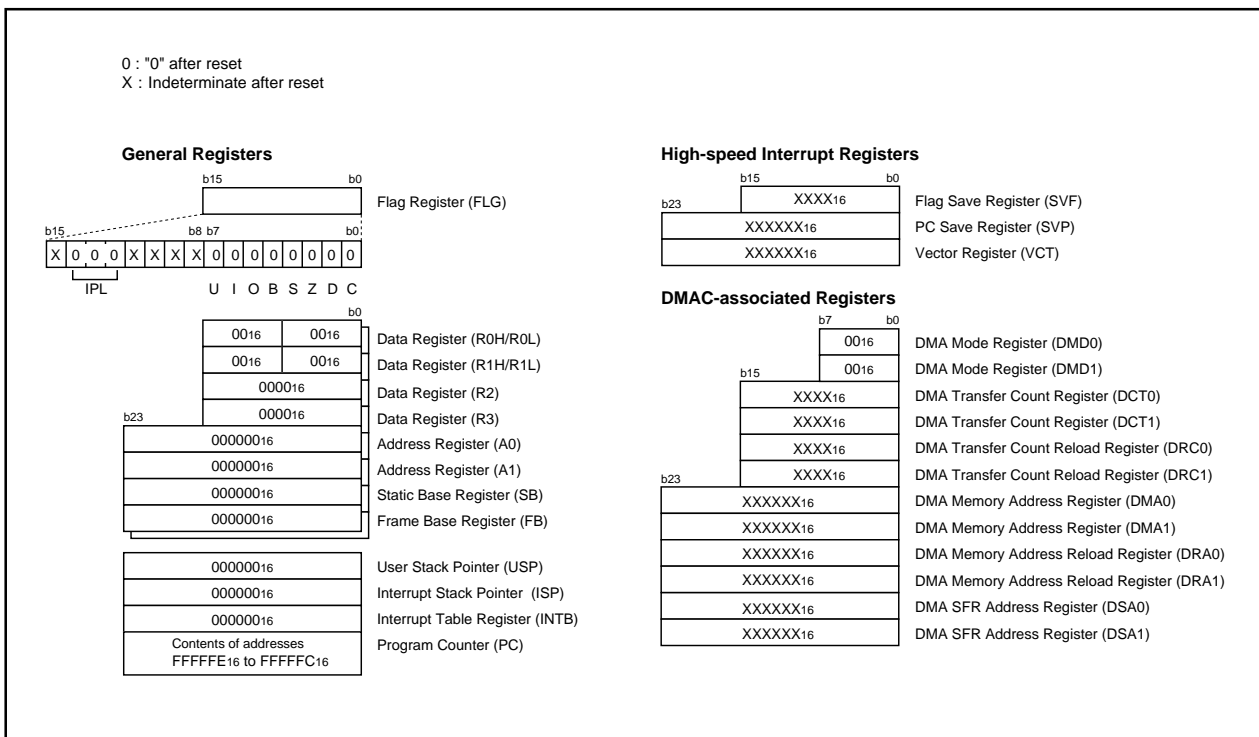 0 : "0" after reset
X : Indeterminate after reset
General Registers
b15 b0
Flag Register (FLG)
b15 b8 b7 b0
X 0 0 0 X X X X 0 0 0 0 0 0 0 0
IPL U I O B S Z D C
b0
0016 0016 Data Register (R0H/R0L)
0016 0016 Data Register (R1H/R1L)
000016 Data Register (R2)
b23 000016 Data Register (R3)
00000016 Address Register (A0)
00000016 Address Register (A1)
00000016 Static Base Register (SB)
00000016 Frame Base Register (FB)
00000016 User Stack Pointer (USP)
00000016 Interrupt Stack Pointer (ISP)
00000016 Interrupt Table Register (INTB)
Contents of addresses Program Counter (PC)
FFFFFE16 to FFFFFC16
High-speed Interrupt Registers
b15 b0
b23 XXXX16 Flag Save Register (SVF)
XXXXXX16 PC Save Register (SVP)
XXXXXX16 Vector Register (VCT)
DMAC-associated Registers
b7 b0
0016 DMA Mode Register (DMD0)
b15 0016 DMA Mode Register (DMD1)
XXXX16 DMA Transfer Count Register (DCT0)
XXXX16 DMA Transfer Count Register (DCT1)
XXXX16 DMA Transfer Count Reload Register (DRC0)
b23 XXXX16 DMA Transfer Count Reload Register (DRC1)
XXXXXX16 DMA Memory Address Register (DMA0)
XXXXXX16 DMA Memory Address Register (DMA1)
XXXXXX16 DMA Memory Address Reload Register (DRA0)
XXXXXX16 DMA Memory Address Reload Register (DRA1)
XXXXXX16 DMA SFR Address Register (DSA0)
XXXXXX16 DMA SFR Address Register (DSA1)